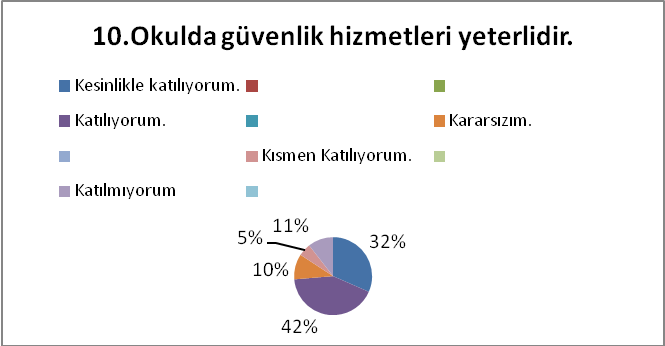 10.Okulda güvenlik hizmetleri yeterlidir.
Kesinlikle katılıyorum.
Katılıyorum.
Kararsızım.
Kısmen Katılıyorum.
Katılmıyorum
11%
5%
32%
10%
42%